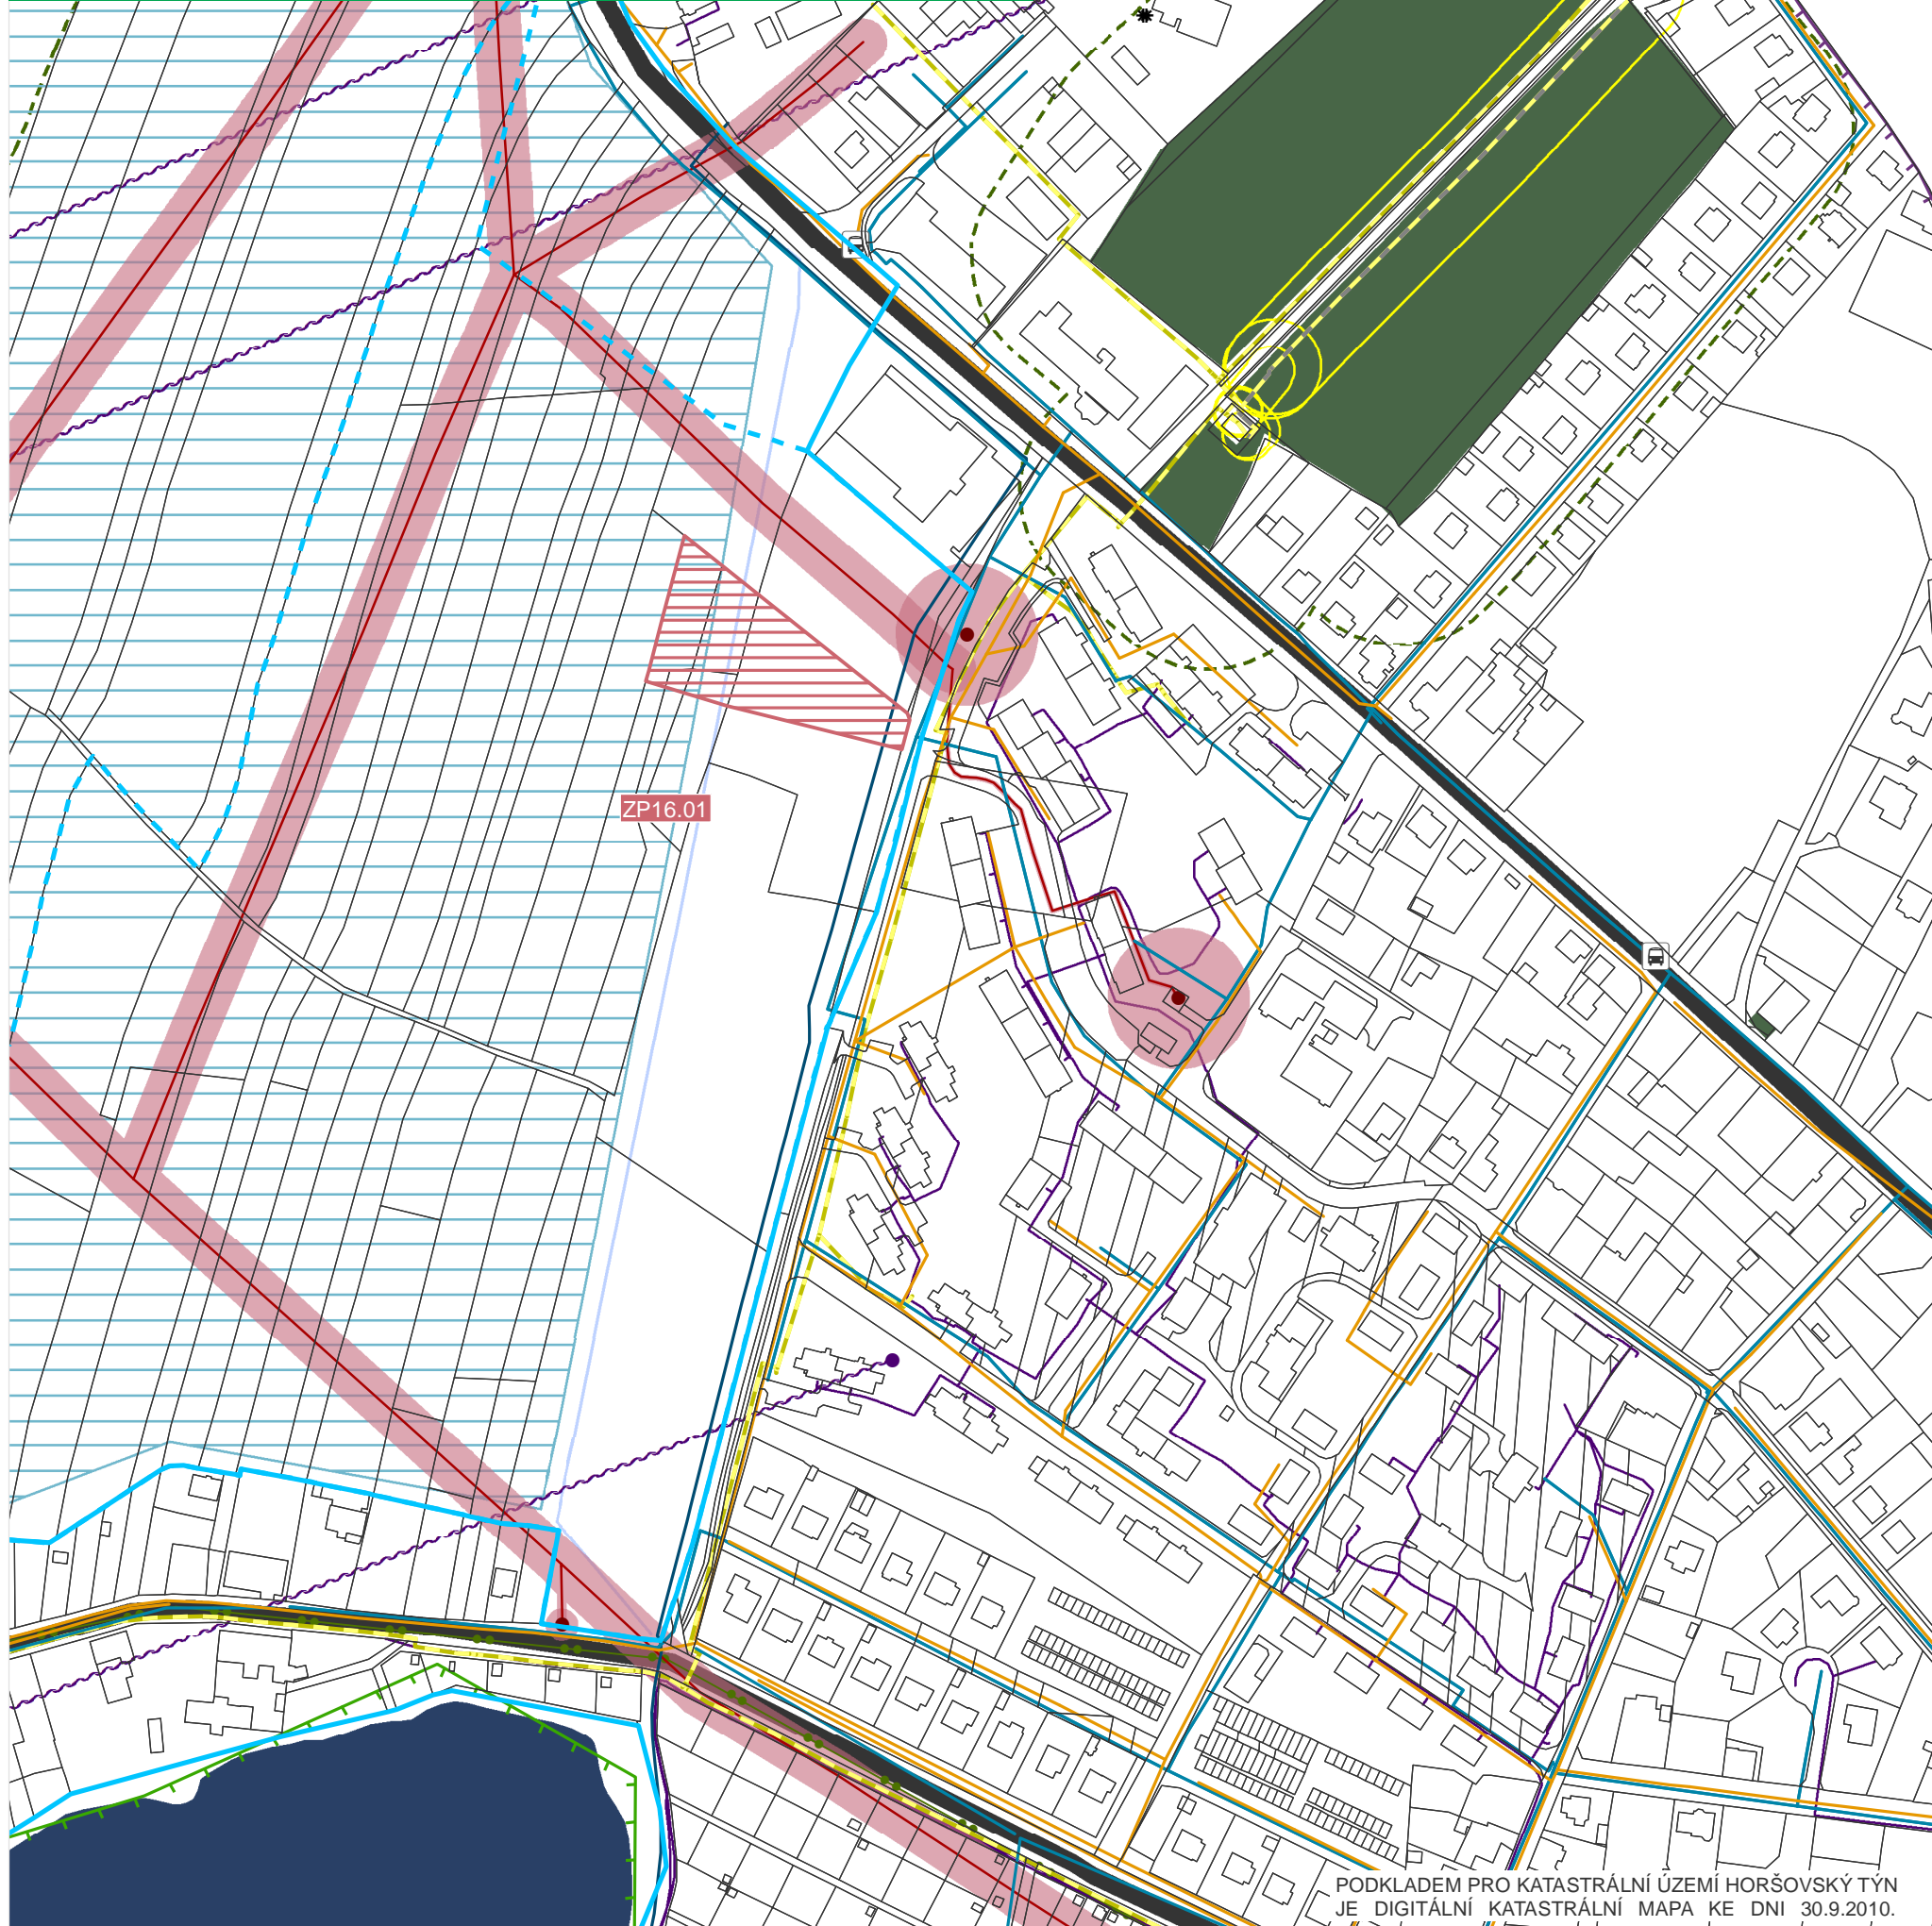 ZP16.01
PODKLADEM PRO KATASTRÁLNÍ ÚZEMÍ HORŠOVSKÝ TÝN
JE DIGITÁLNÍ KATASTRÁLNÍ MAPA KE DNI 30.9.2010.